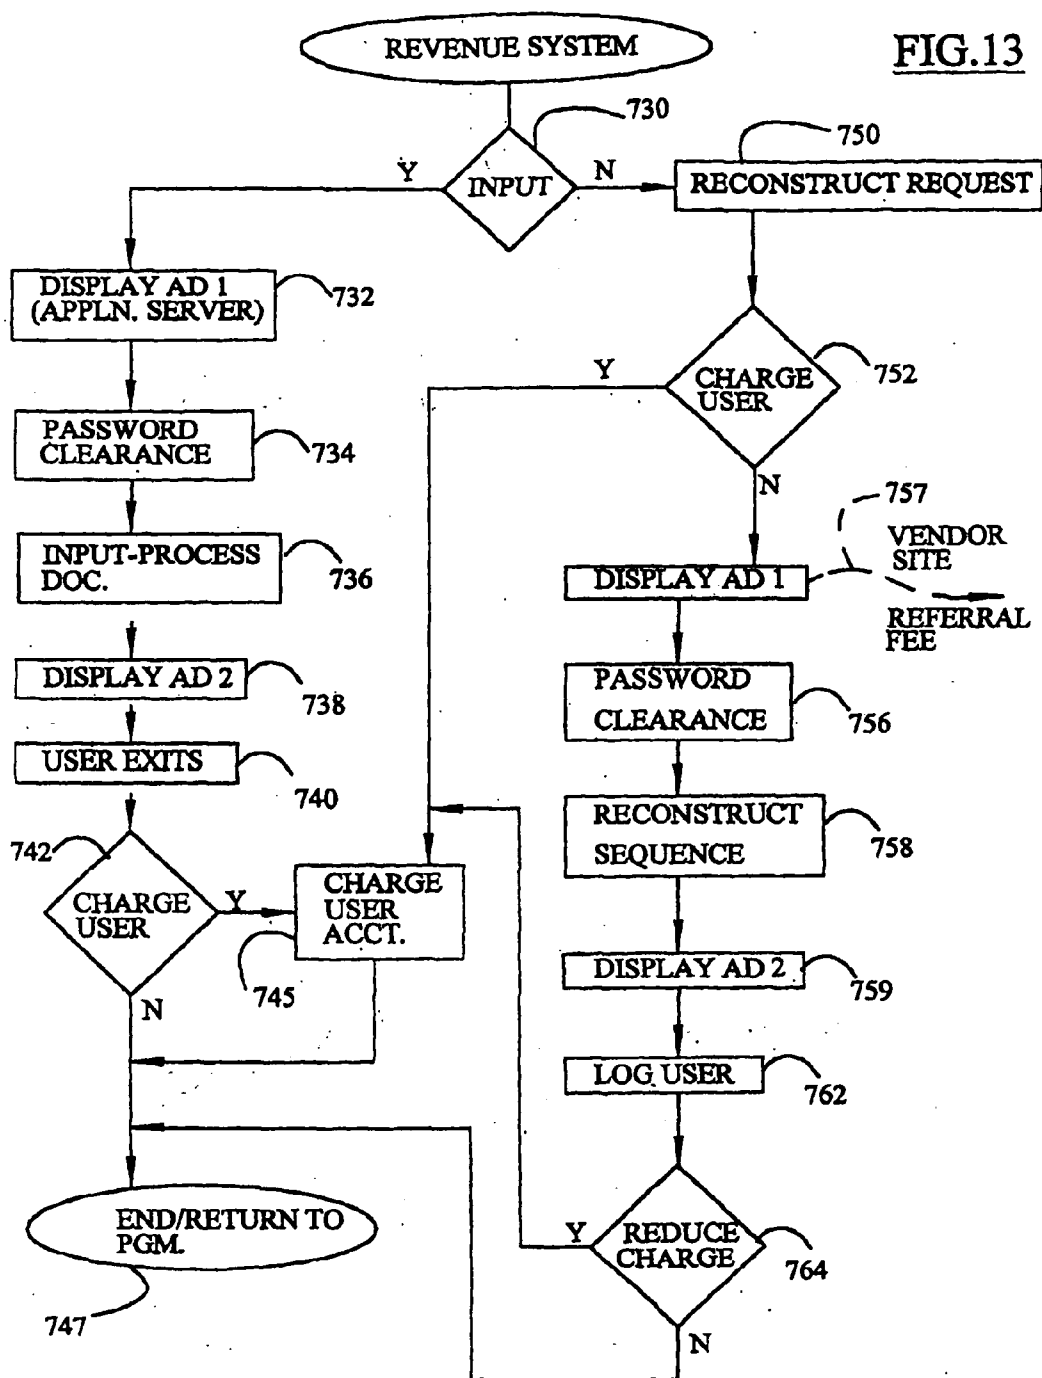 REVENUE SYSTEM
FIG.13
730
750
Y
INPUT
N
RECONSTRUCT REQUEST
DISPLAY AD 1
(APPLN. SERVER)
732
Y
CHARGE
USER
752
PASSWORD
CLEARANCE
734
N
757
VENDOR
SITE
INPUT-PROCESS
DOC.
736
DISPLAY AD 1
REFERRAL
FEE
DISPLAY AD 2
738
PASSWORD
CLEARANCE
756
USER EXITS
740
RECONSTRUCT
SEQUENCE
758
742
CHARGE
USER
Y
CHARGE
USER
ACCT.
745
N
DISPLAY AD 2
759
LOG USER
762
END/RETURN TO
PGM.
747
Y
REDUCE
CHARGE
764
N